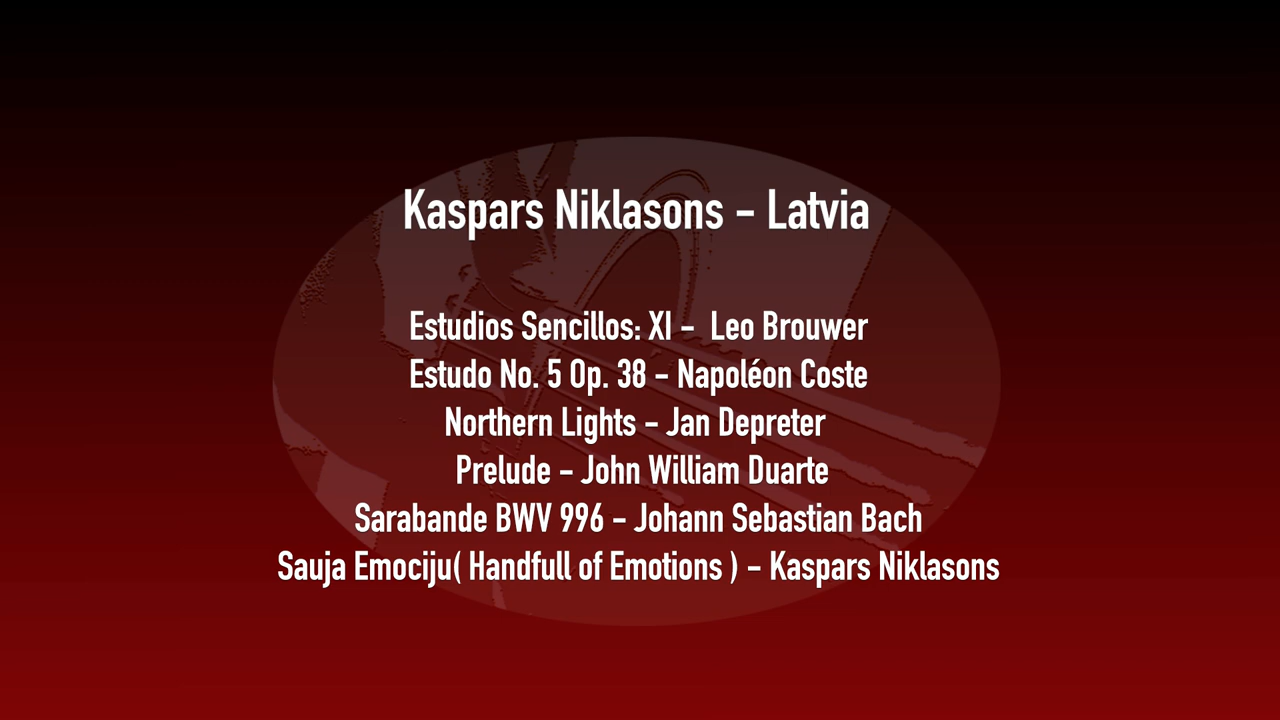 Kaspars Niklasons - Latvia
Estudios Sencillos: XI - Leo Brouwer
Estudo No. 5 Op. 38 - Napoléon Coste
Northern Lights - Jan Depreter
Prelude - John William Duarte
Sarabande BWV 996 - Johann Sebastian Bach
Sauja Emociju( Handfull of Emotions ) - Kaspars Niklasons